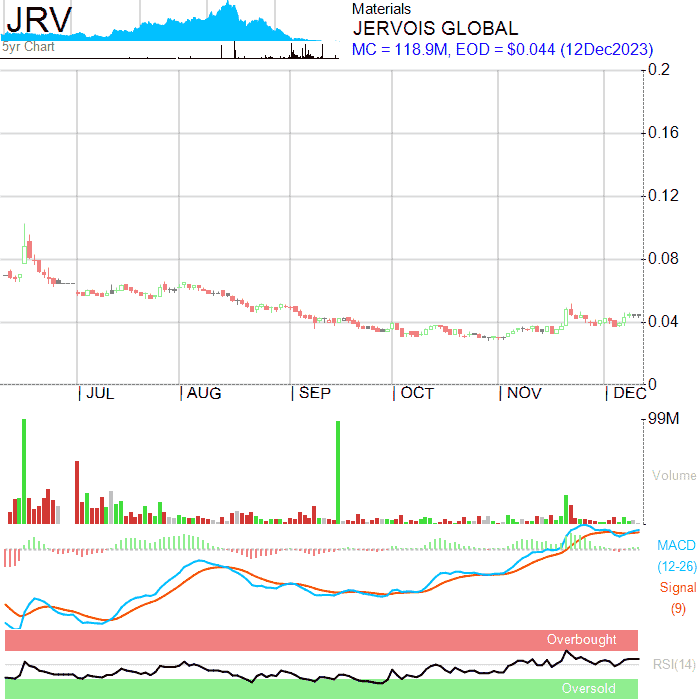 JRV
5yr Chart
Materials
JERVOIS GLOBAL
MC = 118.9M, EOD = $0.044 (12Dec2023)
0.2
0.16
0.12
0.08
0.04
0
JUL AUG SEP OCT NOV DEC
99M
Volume
MACD
(12-26)
Signal
(9)
Overbought
RSI(14)
Oversold